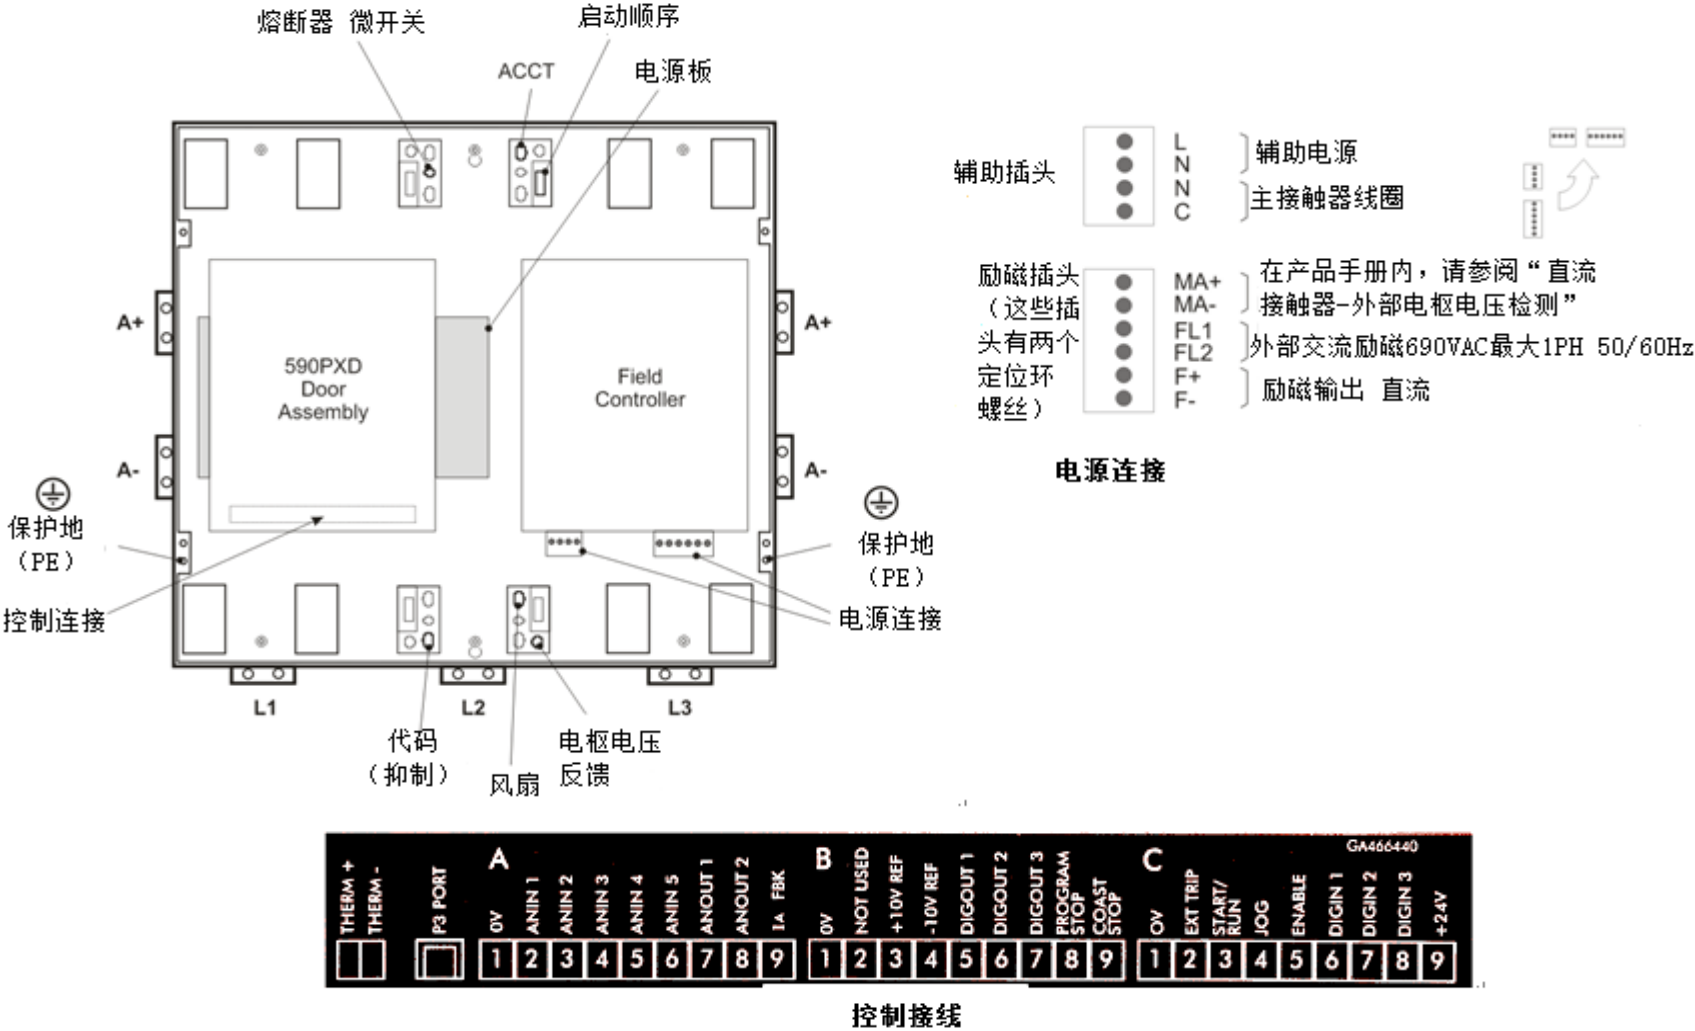 熔断器 微开关
启动顺序
ACCT
电源板
A+
A+
590PXD
Door
Assembly
Field
Controller
A-
A-
保护地
（PE）
保护地
（PE）
控制连接
电源连接
L1
L2
L3
代码
（抑制）
风扇
电枢电压
反馈
辅助插头
L
N
N
C
辅助电源
主接触器线圈
励磁插头
（这些插
头有两个
定位环
螺丝）
MA+
MA-
FL1
FL2
F+
F-
在产品手册内，请参阅“直流
接触器-外部电枢电压检测”
外部交流励磁690VAC最大1PH 50/60Hz
励磁输出 直流
电源连接
THERM +
THERM -
P3 PORT
A
0V
ANIN 1
ANIN 2
ANIN 3
ANIN 4
ANIN 5
ANOUT 1
ANOUT 2
IA FBK
1 2 3 4 5 6 7 8 9
B
0V
NOT USED
+10V REF
-10V REF
DIGOUT 1
DIGOUT 2
DIGOUT 3
PROGRAM
STOP
COAST
STOP
1 2 3 4 5 6 7 8 9
C
GA466440
0V
EXT TRIP
START/
RUN
JOG
ENABLE
DIGIN 1
DIGIN 2
DIGIN 3
+24V
1 2 3 4 5 6 7 8 9
控制接线